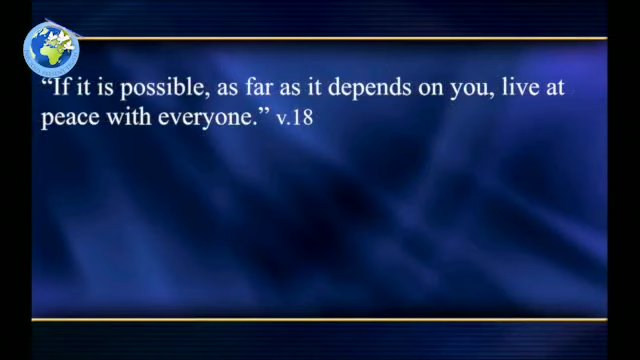 “If it is possible, as far as it depends on you, live at
peace with everyone.” v.18